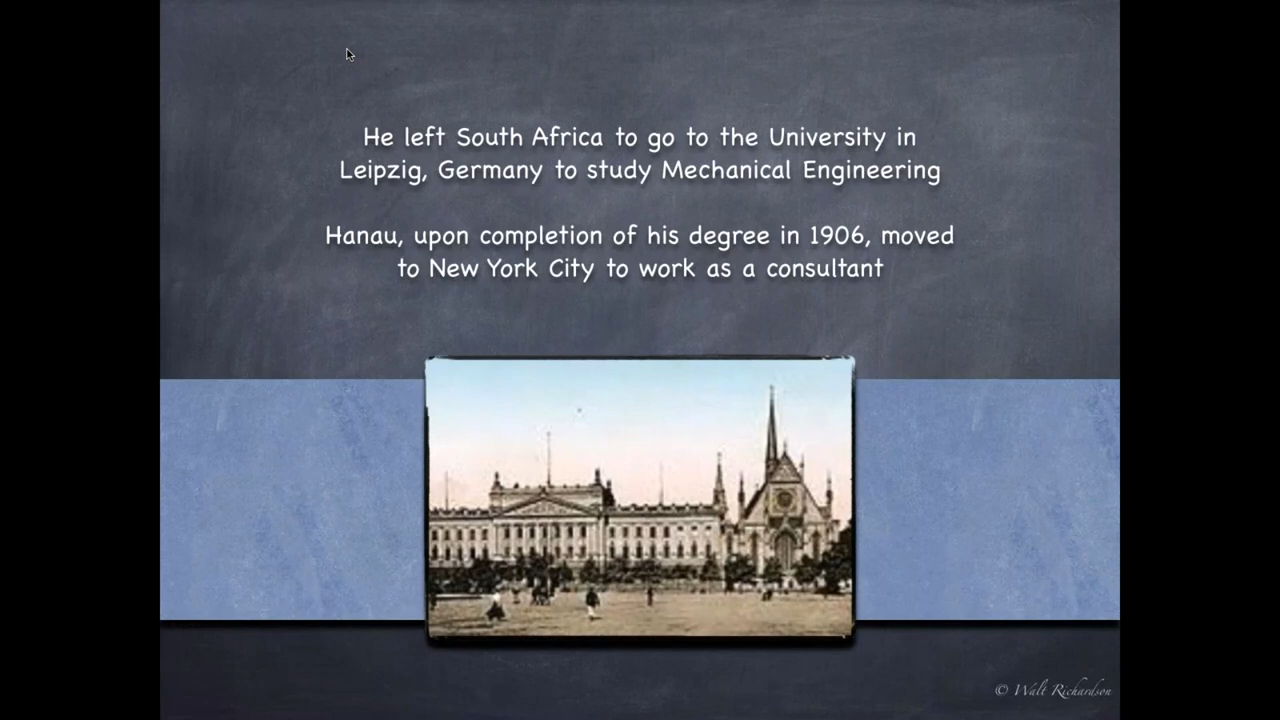 He left South Africa to go to the University in
Leipzig, Germany to study Mechanical Engineering
Hanau, upon completion of his degree in 1906, moved
to New York City to work as a consultant
© Walt Richardson